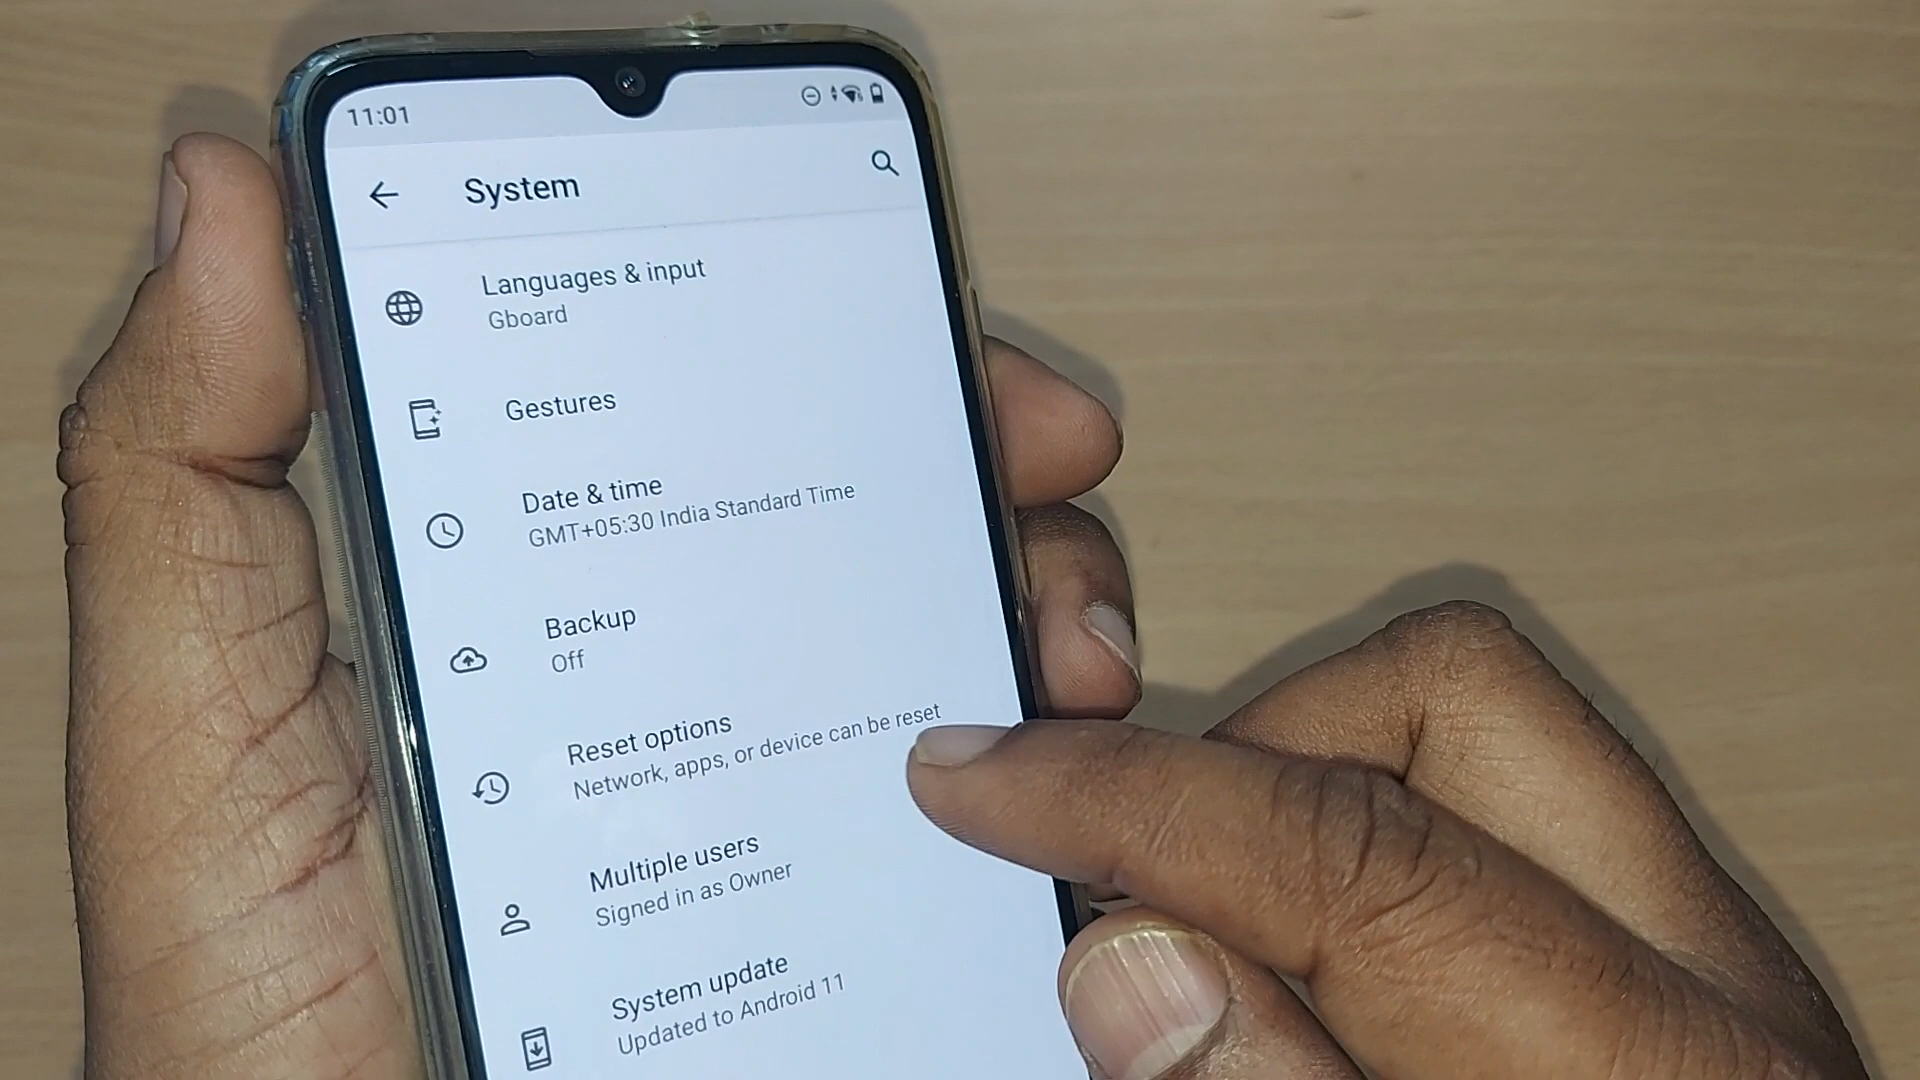 11:01
System
Languages & input
Gboard
Gestures
Date & time
GMT+05:30 India Standard Time
Backup
Off
Reset options
Network, apps, or device can be reset
Multiple users
Signed in as Owner
System update
Updated to Android 11